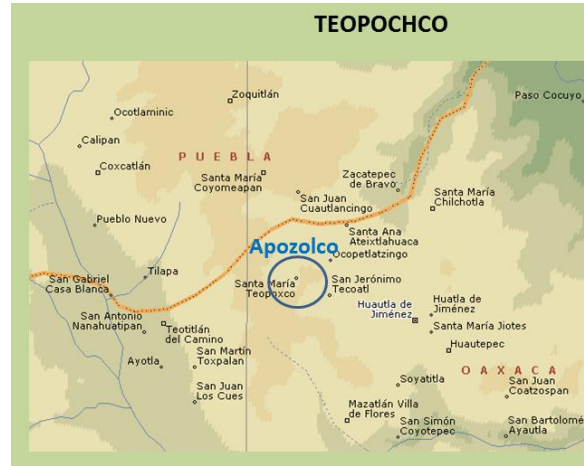 TEOPOCHCO
Zoquitlán
Paso Cocuyo
Ocotlaminic
Calipan
PUEBLA
Coxcatlán
Santa María
Coyomeapan
Zacatepec
de Bravo
San Juan
Cuautlancingo
Santa María
Chilchotla
Pueblo Nuevo
Santa Ana
Ateixtlahuaca
Apozolco
Ocopetlatzingo
Tilapa
San Gabriel
Casa Blanca
Santa María
Teopoxco
San Jerónimo
Tecoatl
Huautla de
Jiménez
Huatla de
Jiménez
San Antonio
Nanahuatipan
Teotitlán
del Camino
Santa María Jiotes
Huautepec
Ayotla
San Martín
Toxpalan
OAXACA
Soyatitla
San Juan
Coatzospan
San Juan
Los Cues
Mazatlán Villa
de Flores
San Simón
Coyotepec
San Bartolomé
Ayautla